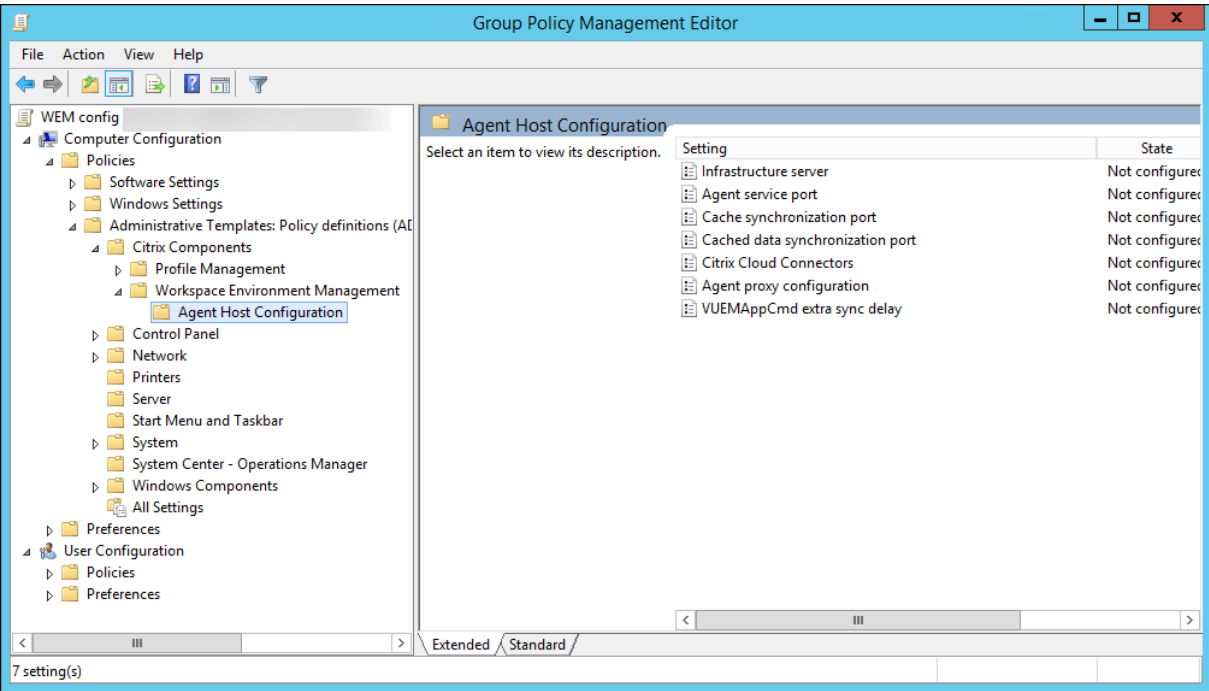 Group Policy Management Editor
File Action View Help
WEM config
Computer Configuration
Policies
Software Settings
Windows Settings
Administrative Templates: Policy definitions (AD
Citrix Components
Profile Management
Workspace Environment Management
Agent Host Configuration
Control Panel
Network
Printers
Server
Start Menu and Taskbar
System
System Center - Operations Manager
Windows Components
All Settings
Preferences
User Configuration
Policies
Preferences
Agent Host Configuration
Select an item to view its description.
Setting State
Infrastructure server Not configured
Agent service port Not configured
Cache synchronization port Not configured
Cached data synchronization port Not configured
Citrix Cloud Connectors Not configured
Agent proxy configuration Not configured
VUEMAppCmd extra sync delay Not configured
Extended Standard
7 setting(s)